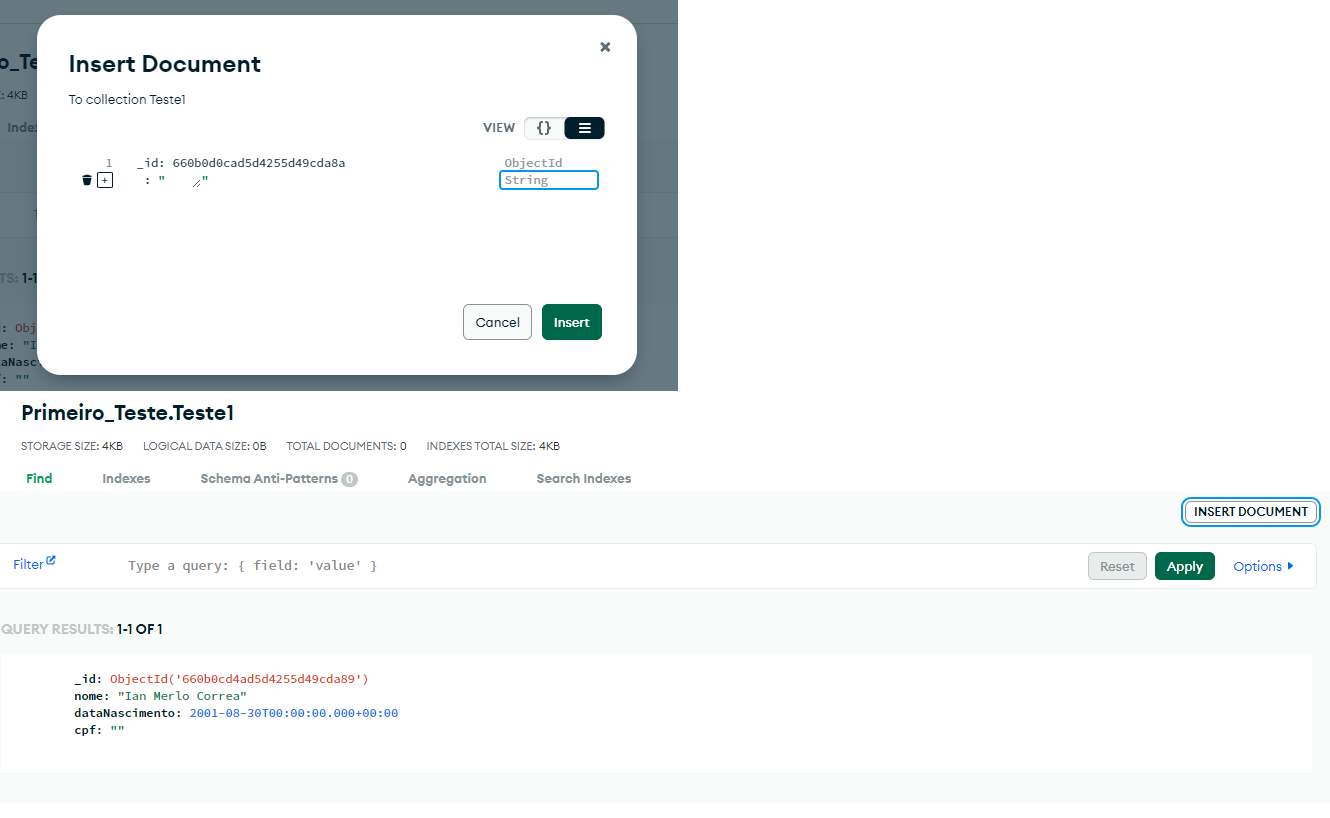 o_Te
×
Insert Document
: 4KB
To collection Teste1
Index
VIEW {}
1 _id: 660b0d0cad5d4255d49cda8a ObjectId
+ : " " String
TS: 1-1
: Obj
Cancel Insert
me: "I
taNasc
: ""
Primeiro_Teste.Teste1
STORAGE SIZE: 4KB LOGICAL DATA SIZE: 0B TOTAL DOCUMENTS: 0 INDEXES TOTAL SIZE: 4KB
Find Indexes Schema Anti-Patterns 0 Aggregation Search Indexes
INSERT DOCUMENT
Filter Type a query: { field: 'value' } Reset Apply Options
QUERY RESULTS: 1-1 OF 1
_id: ObjectId('660b0cd4ad5d4255d49cda89')
nome: "Ian Merlo Correa"
dataNascimento: 2001-08-30T00:00:00.000+00:00
cpf: ""